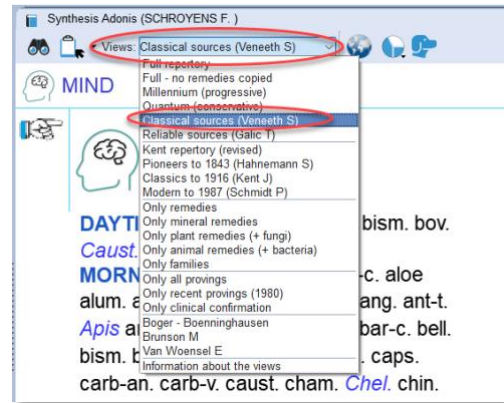 Synthesis Adonis (SCHROYENS F. )
Views: Classical sources (Veneeth S)
MIND
Full repertory
Full - no remedies copied
Millennium (progressive)
Quantum (conservative)
Classical sources (Veneeth S)
Reliable sources (Galic T)
Kent repertory (revised)
Pioneers to 1843 (Hahnemann S)
Classics to 1916 (Kent J)
Modern to 1987 (Schmidt P)
Only remedies
Only mineral remedies
Only plant remedies (+ fungi)
Only animal remedies (+ bacteria)
Only families
Only all provings
Only recent provings (1980)
Only clinical confirmation
Boger - Boenninghausen
Brunson M
Van Woensel E
Information about the views
DAYTI bism. bov.
Caust.
MORN -c. aloe
alum. a ang. ant-t.
Apis ar bar-c. bell.
bism. b . caps.
carb-an. carb-v. caust. cham. Chel. chin.